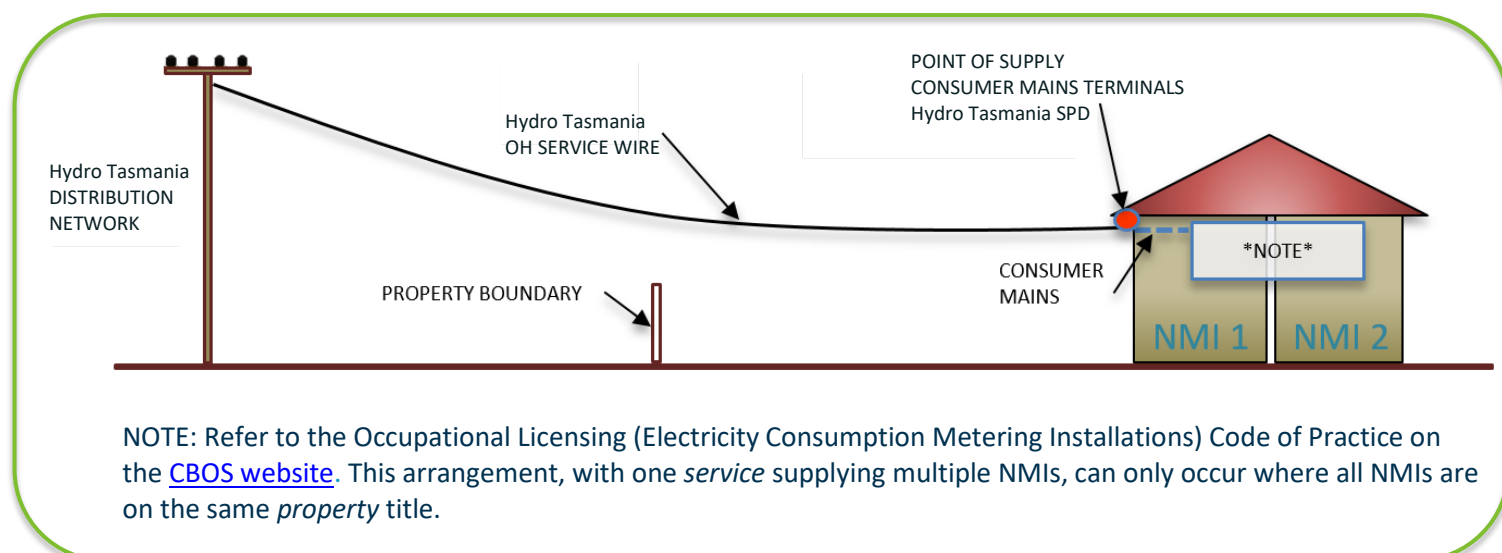 POINT OF SUPPLY
CONSUMER MAINS TERMINALS
Hydro Tasmania SPD
Hydro Tasmania
OH SERVICE WIRE
Hydro Tasmania
DISTRIBUTION
NETWORK
*NOTE*
CONSUMER
MAINS
PROPERTY BOUNDARY
NMI 1
NMI 2
NOTE: Refer to the Occupational Licensing (Electricity Consumption Metering Installations) Code of Practice on
the CBOS website. This arrangement, with one service supplying multiple NMIs, can only occur where all NMIs are
on the same property title.